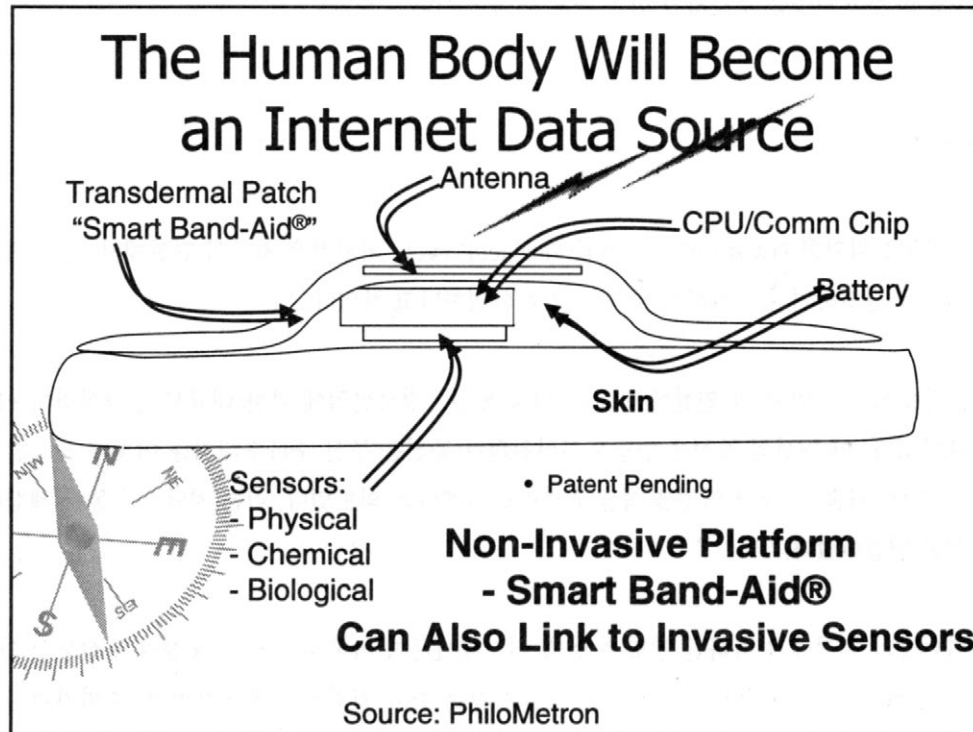 The Human Body Will Become
an Internet Data Source
Transdermal Patch
“Smart Band-Aid®”
Antenna
CPU/Comm Chip
Battery
Skin
Sensors:
- Physical
- Chemical
- Biological
• Patent Pending
Non-Invasive Platform
- Smart Band-Aid®
Can Also Link to Invasive Sensors
N
NE
E
S
Source: PhiloMetron